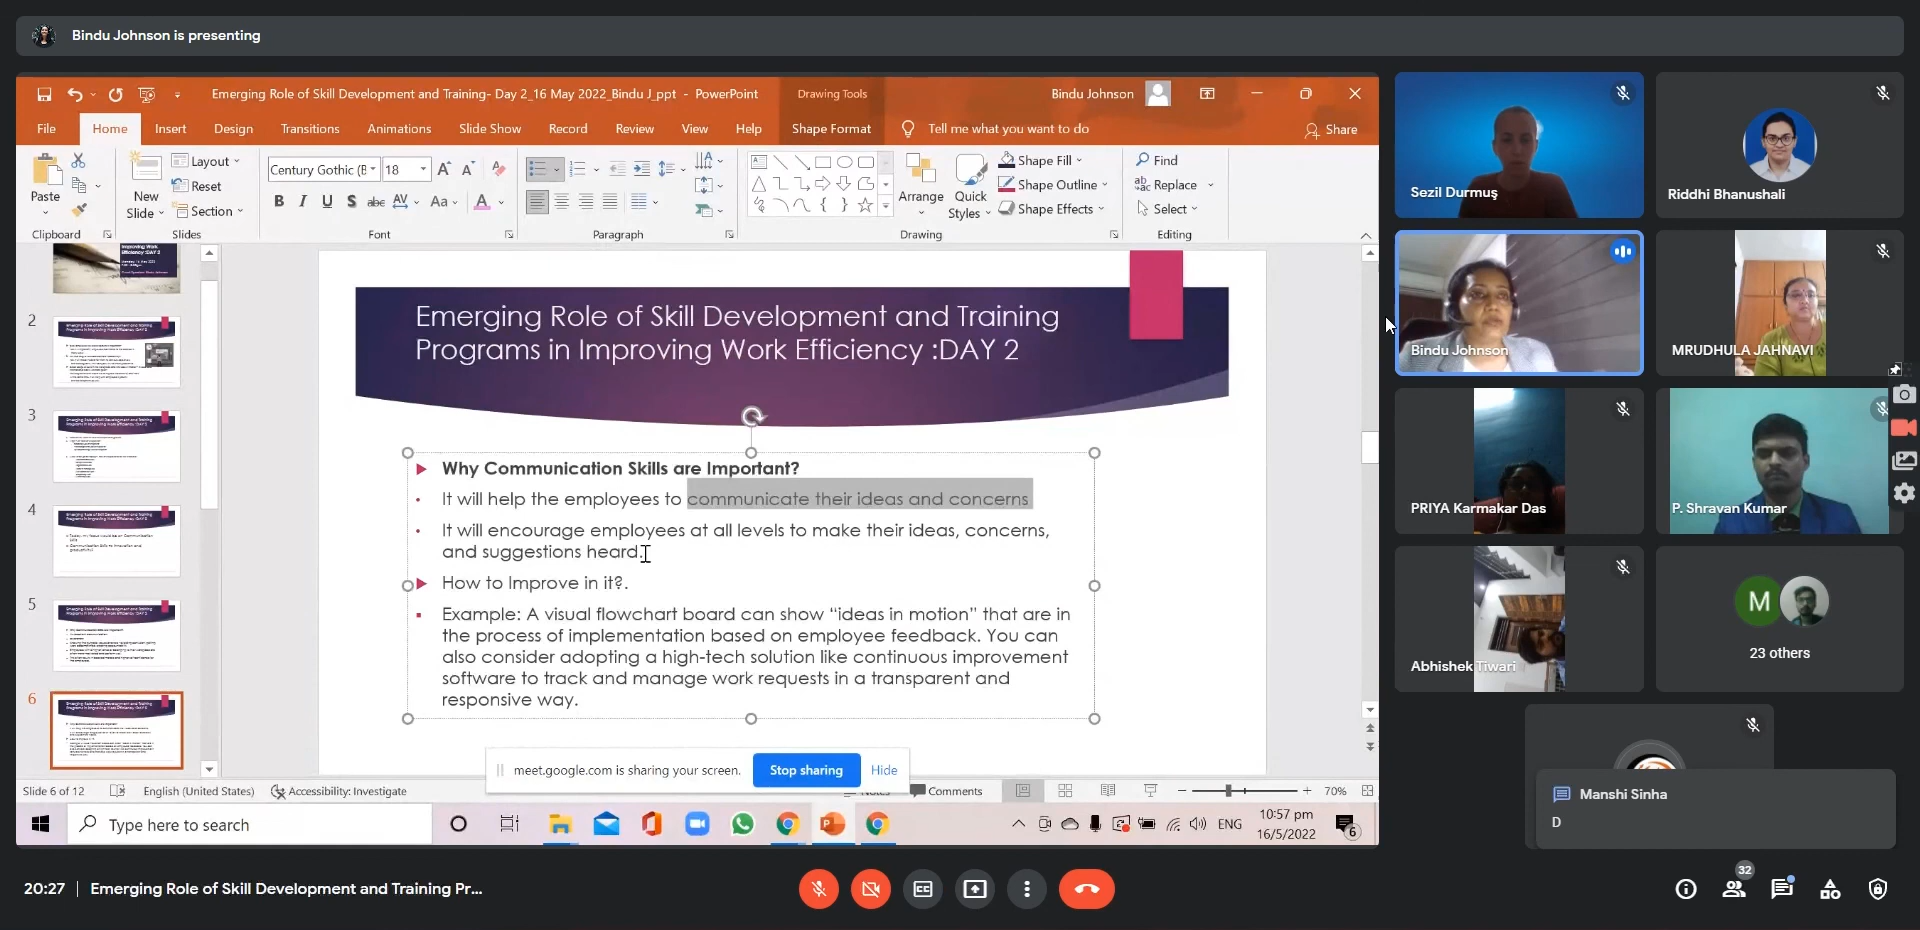 Bindu Johnson is presenting
Emerging Role of Skill Development and Training- Day 2_16 May 2022_Bindu J_ppt - PowerPoint
Drawing Tools
Bindu Johnson
File Home Insert Design Transitions Animations Slide Show Record Review View Help Shape Format Tell me what you want to do Share
Paste
Clipboard
New Slide
Layout
Reset
Section
Slides
Century Gothic (B
18
B I U S abc AV Aa A
Font
Paragraph
Arrange
Quick Styles
Shape Fill
Shape Outline
Shape Effects
Drawing
Find
Replace
Select
Editing
2
3
4
5
6
Emerging Role of Skill Development and Training
Programs in Improving Work Efficiency :DAY 2
Why Communication Skills are Important?
It will help the employees to communicate their ideas and concerns
It will encourage employees at all levels to make their ideas, concerns,
and suggestions heard.
How to Improve in it?.
Example: A visual flowchart board can show “ideas in motion” that are in
the process of implementation based on employee feedback. You can
also consider adopting a high-tech solution like continuous improvement
software to track and manage work requests in a transparent and
responsive way.
meet.google.com is sharing your screen.
Stop sharing
Hide
Slide 6 of 12
English (United States)
Accessibility: Investigate
Notes
Comments
70%
Type here to search
ENG
10:57 pm
16/5/2022
6
Sezil Durmuş
Riddhi Bhanushali
Bindu Johnson
MRUDHULA JAHNAVI
PRIYA Karmakar Das
P. Shravan Kumar
Abhishek Tiwari
M
23 others
Manshi Sinha
D
20:27 | Emerging Role of Skill Development and Training Pr...
32